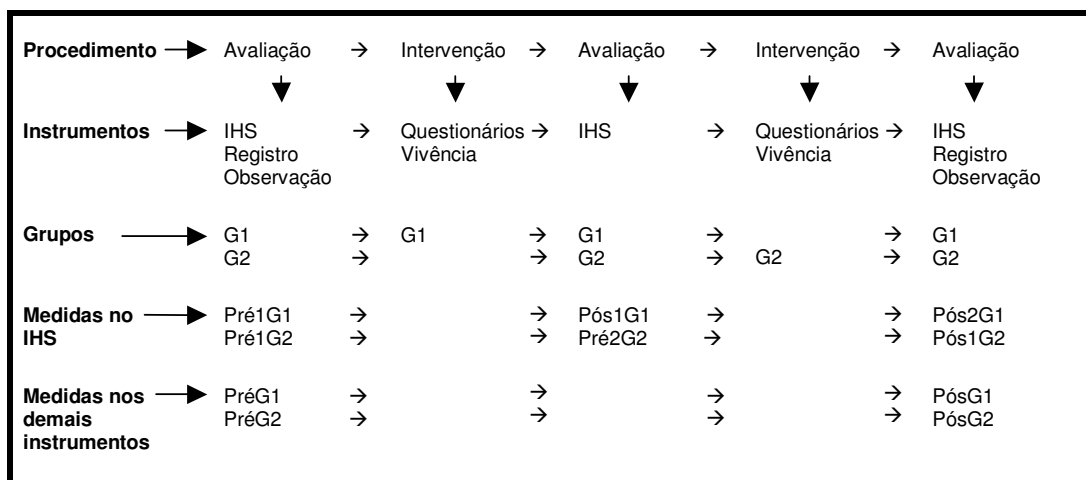 Procedimento Avaliação → Intervenção → Avaliação → Intervenção → Avaliação
Instrumentos IHS → Questionários → IHS → Questionários → IHS
Registro Vivência Vivência Registro
Observação Observação
Grupos G1 → G1 → G1 → → G1
G2 → → G2 → G2 → G2
Medidas no Pré1G1 → → Pós1G1 → → Pós2G1
IHS Pré1G2 → → Pré2G2 → → Pós1G2
Medidas nos PréG1 → → → → PósG1
demais PréG2 → → → → PósG2
instrumentos